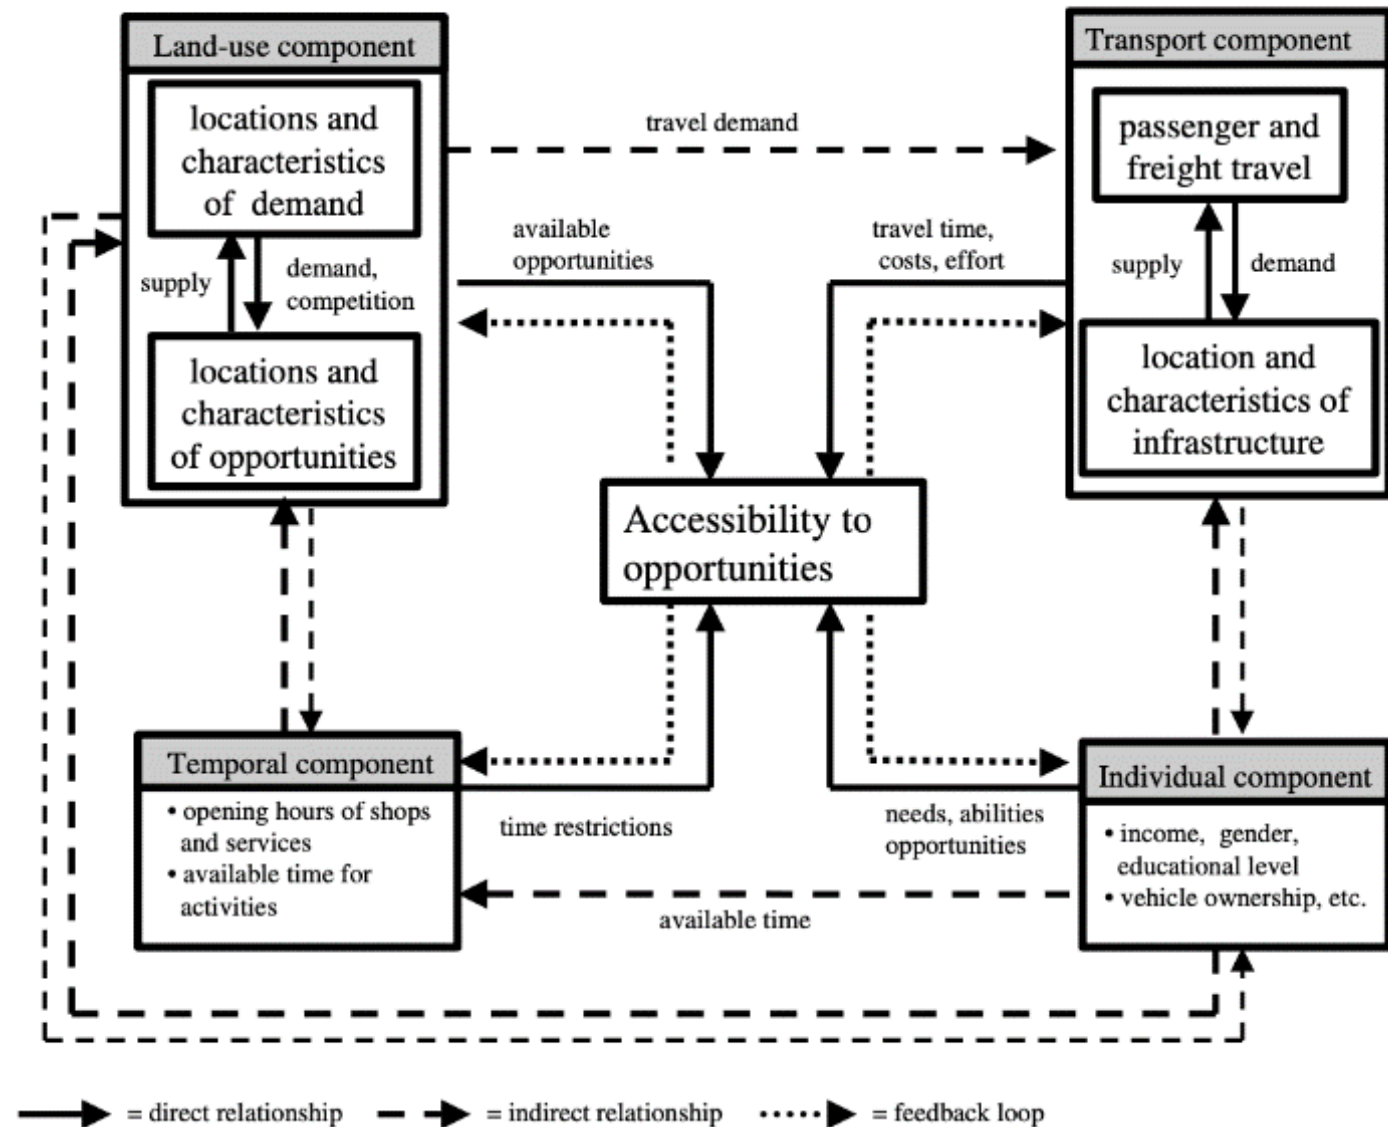 Land-use component
Transport component
locations and
characteristics
of demand
passenger and
freight travel
travel demand
available
opportunities
travel time,
costs, effort
supply
demand,
competition
supply
demand
locations and
characteristics
of opportunities
location and
characteristics of
infrastructure
Accessibility to
opportunities
Temporal component
• opening hours of shops
and services
• available time for
activities
time restrictions
needs, abilities
opportunities
Individual component
• income, gender,
educational level
• vehicle ownership, etc.
available time
= direct relationship
= indirect relationship
= feedback loop